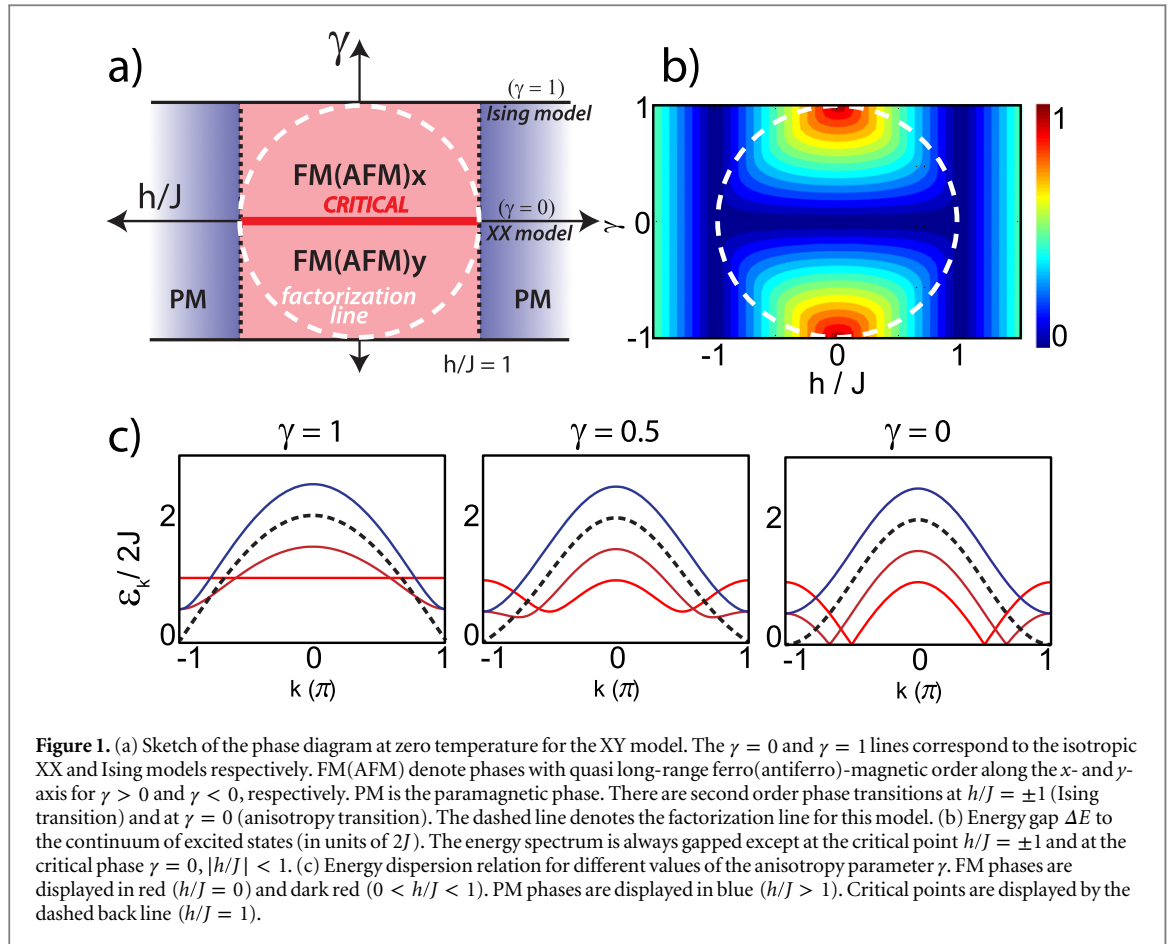 a)
γ
(γ = 1)
Ising model
FM(AFM)x
CRITICAL
h/J
(γ = 0)
XX model
FM(AFM)y
PM
factorization
line
PM
h/J = 1
b)
1
γ
0
-1
-1
0
1
h / J
1
0
c)
γ = 1
γ = 0.5
γ = 0
εk/ 2J
2
0
-1
0
1
k (π)
2
0
-1
0
1
k (π)
2
0
-1
0
1
k (π)
Figure 1. (a) Sketch of the phase diagram at zero temperature for the XY model. The γ = 0 and γ = 1 lines correspond to the isotropic
XX and Ising models respectively. FM(AFM) denote phases with quasi long-range ferro(antiferro)-magnetic order along the x- and y-
axis for γ > 0 and γ < 0, respectively. PM is the paramagnetic phase. There are second order phase transitions at h/J = ±1 (Ising
transition) and at γ = 0 (anisotropy transition). The dashed line denotes the factorization line for this model. (b) Energy gap ΔE to
the continuum of excited states (in units of 2J). The energy spectrum is always gapped except at the critical point h/J = ±1 and at the
critical phase γ = 0, |h/J| < 1. (c) Energy dispersion relation for different values of the anisotropy parameter γ. FM phases are
displayed in red (h/J = 0) and dark red (0 < h/J < 1). PM phases are displayed in blue (h/J > 1). Critical points are displayed by the
dashed back line (h/J = 1).